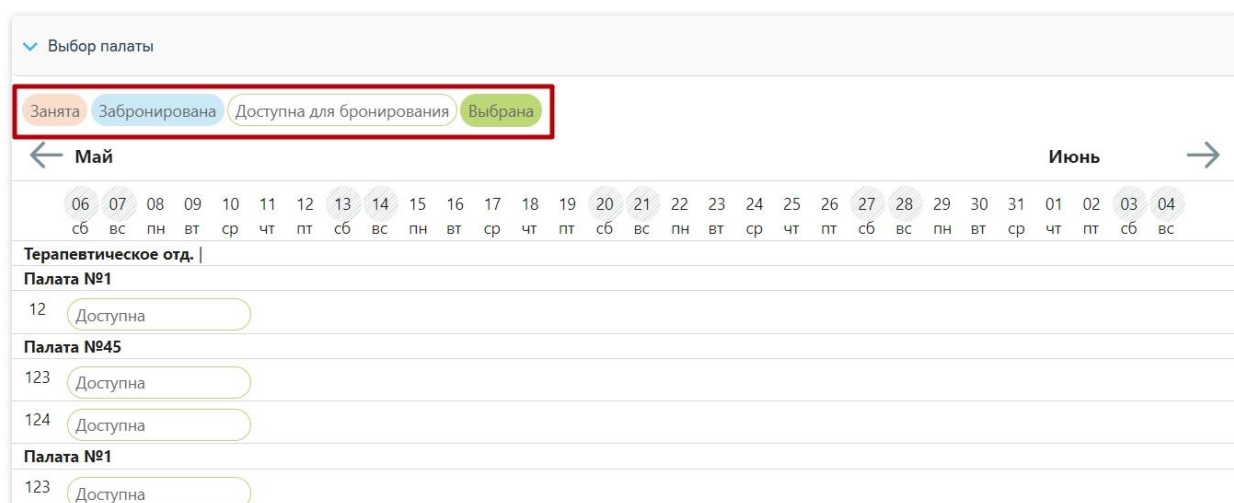 Выбор палаты
Занята Забронирована Доступна для бронирования Выбрана
Май Июнь
06 07 08 09 10 11 12 13 14 15 16 17 18 19 20 21 22 23 24 25 26 27 28 29 30 31 01 02 03 04
сб вс пн вт ср чт пт сб вс пн вт ср чт пт сб вс пн вт ср чт пт сб вс пн вт ср чт пт сб вс
Терапевтическое отд. |
Палата №1
12 Доступна
Палата №45
123 Доступна
124 Доступна
Палата №1
123 Доступна